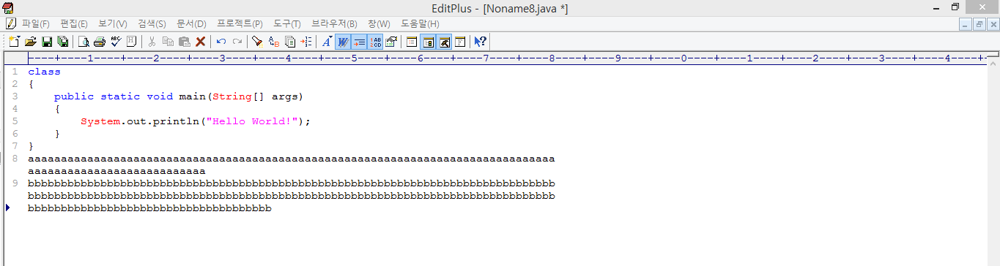 EditPlus - [Noname8.java *]
파일(F) 편집(E) 보기(V) 검색(S) 문서(D) 프로젝트(P) 도구(T) 브라우저(B) 창(W) 도움말(H)
----+----1----+----2----+----3----+----4----+----5----+----6----+----7----+----8----+----9----+----0----+----1----+----2----+----3----+----4----+-
1 class
2 {
3 public static void main(String[] args)
4 {
5 System.out.println("Hello World!");
6 }
7 }
8 aaaaaaaaaaaaaaaaaaaaaaaaaaaaaaaaaaaaaaaaaaaaaaaaaaaaaaaaaaaaaaaaaaaaaaaaaaaaaaaa
aaaaaaaaaaaaaaaaaaaaaaaaaaa
9 bbbbbbbbbbbbbbbbbbbbbbbbbbbbbbbbbbbbbbbbbbbbbbbbbbbbbbbbbbbbbbbbbbbbbbbbbbbbbbbb
bbbbbbbbbbbbbbbbbbbbbbbbbbbbbbbbbbbbbbbbbbbbbbbbbbbbbbbbbbbbbbbbbbbbbbbbbbbbbbbb
bbbbbbbbbbbbbbbbbbbbbbbbbbbbbbbbbbbbb